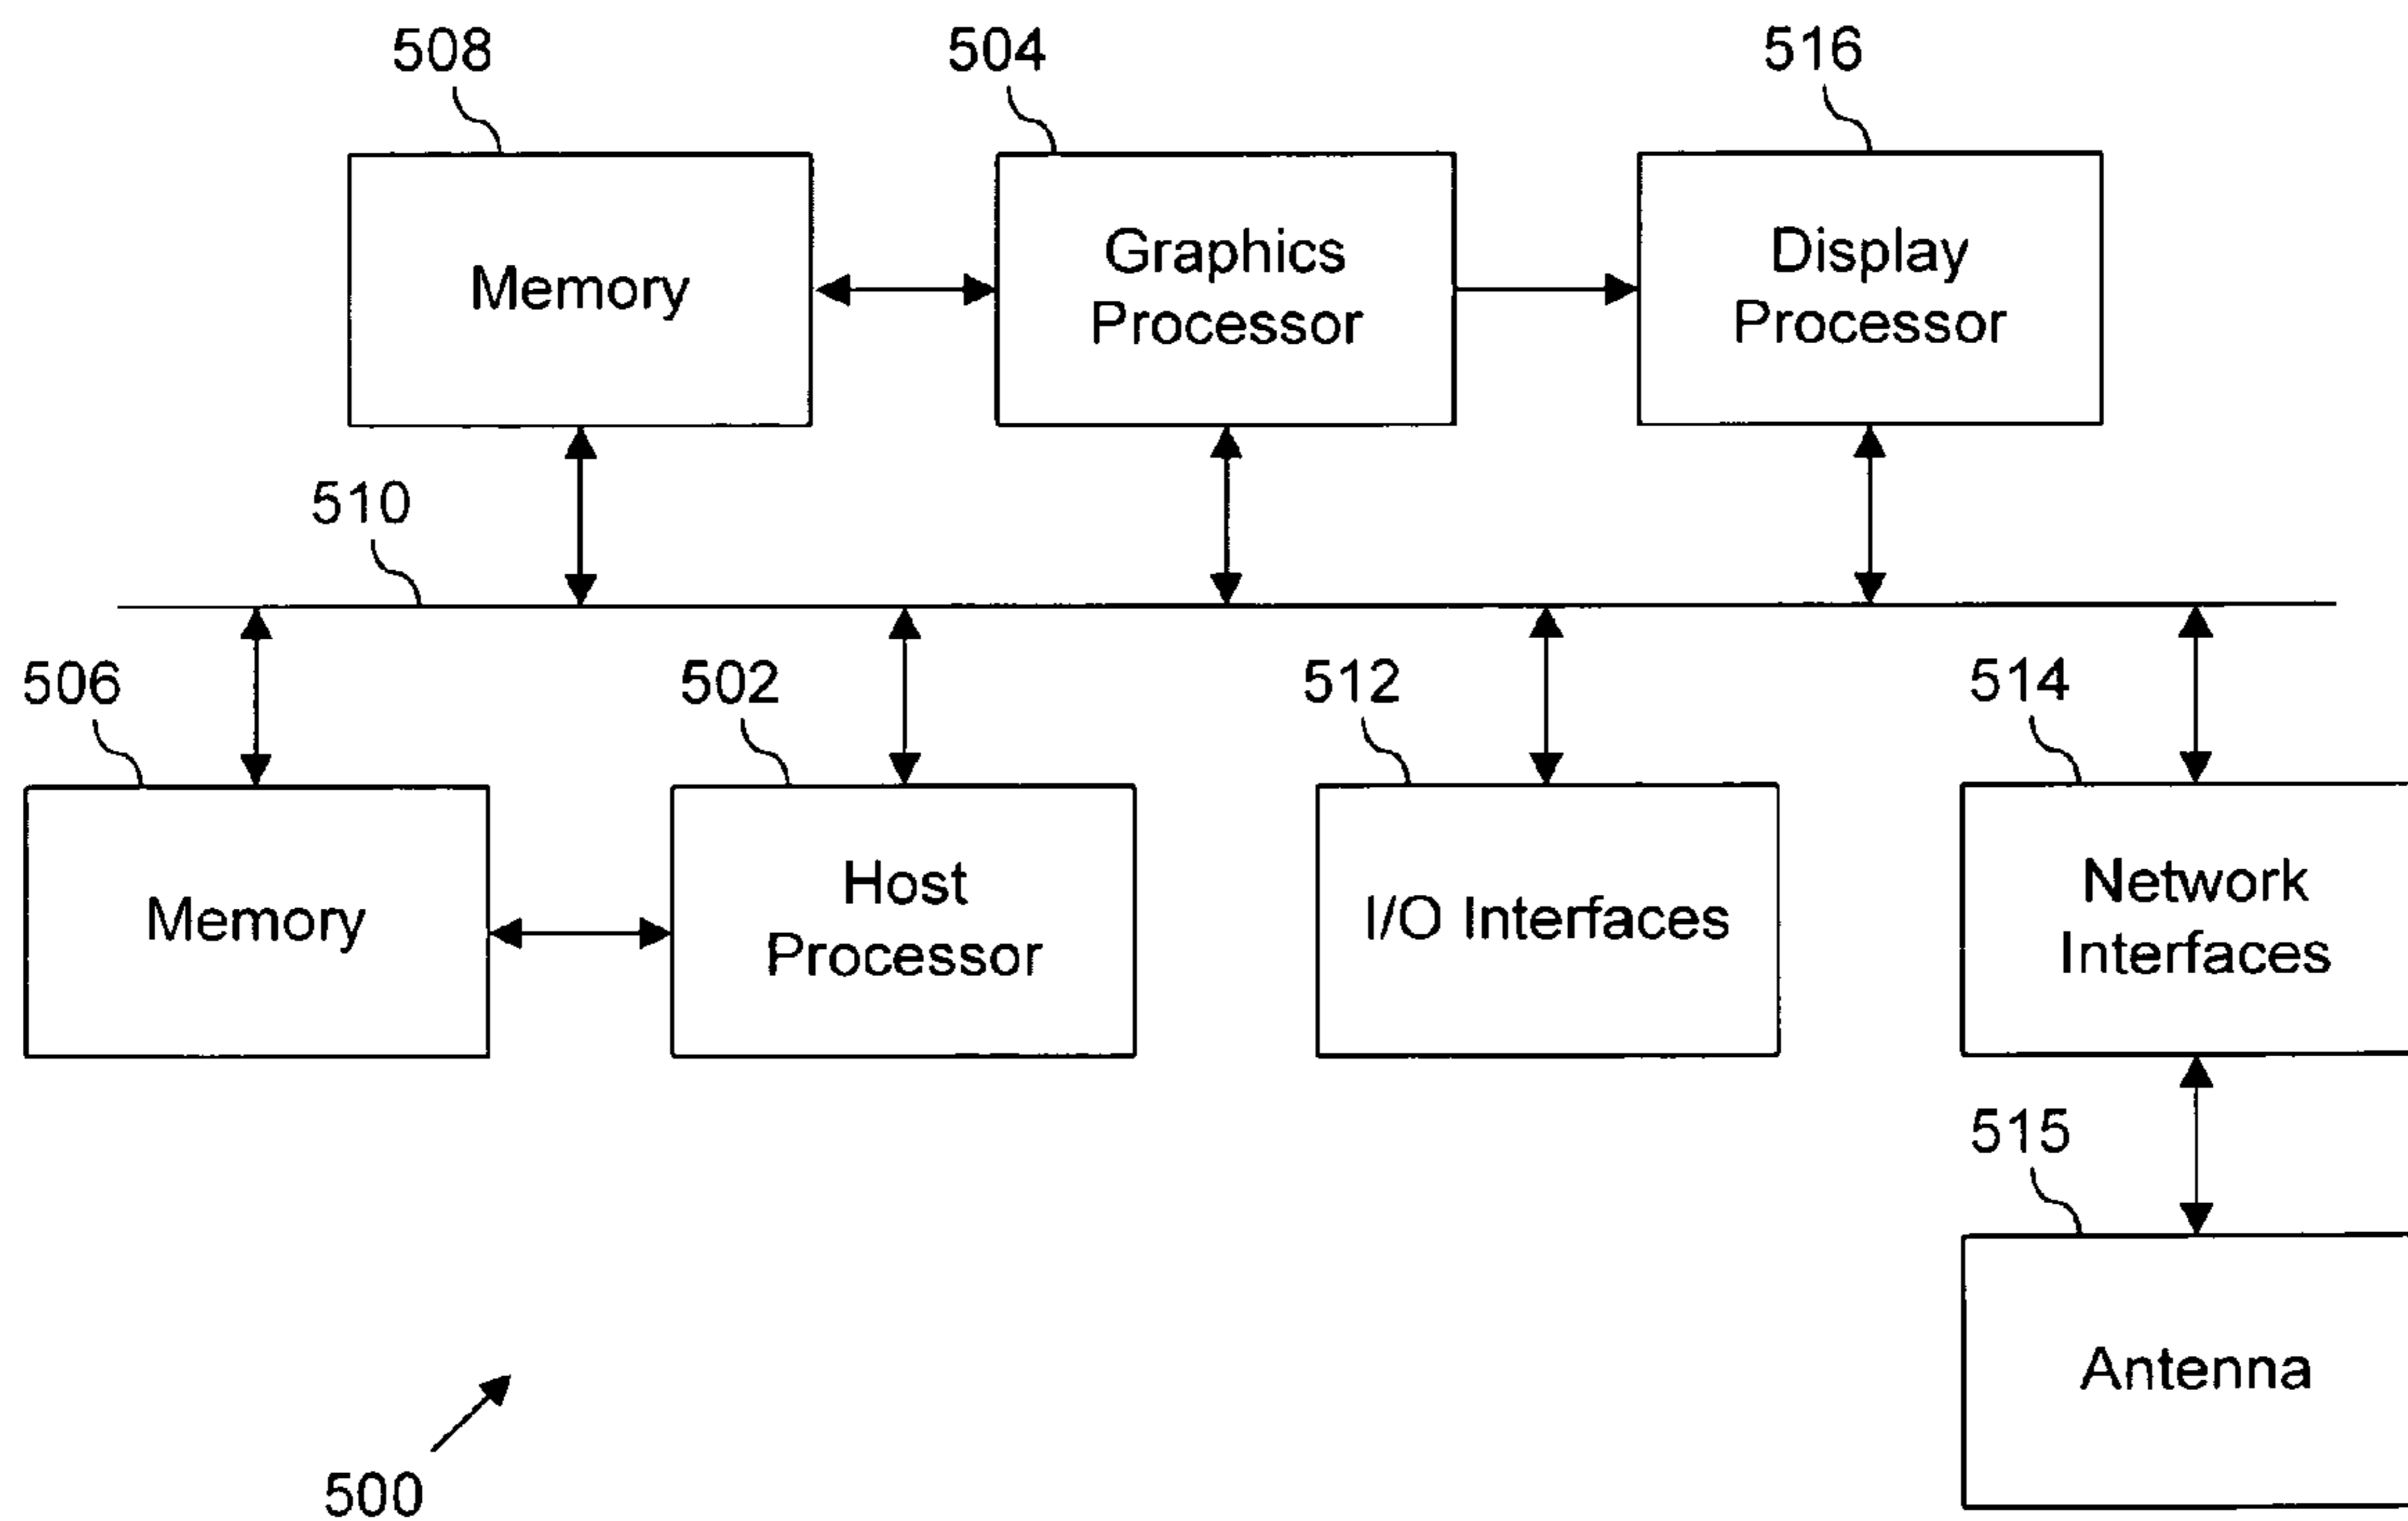 508
504
516
Memory
Graphics
Processor
Display
Processor
510
506
502
512
514
Memory
Host
Processor
I/O Interfaces
Network
Interfaces
515
Antenna
500